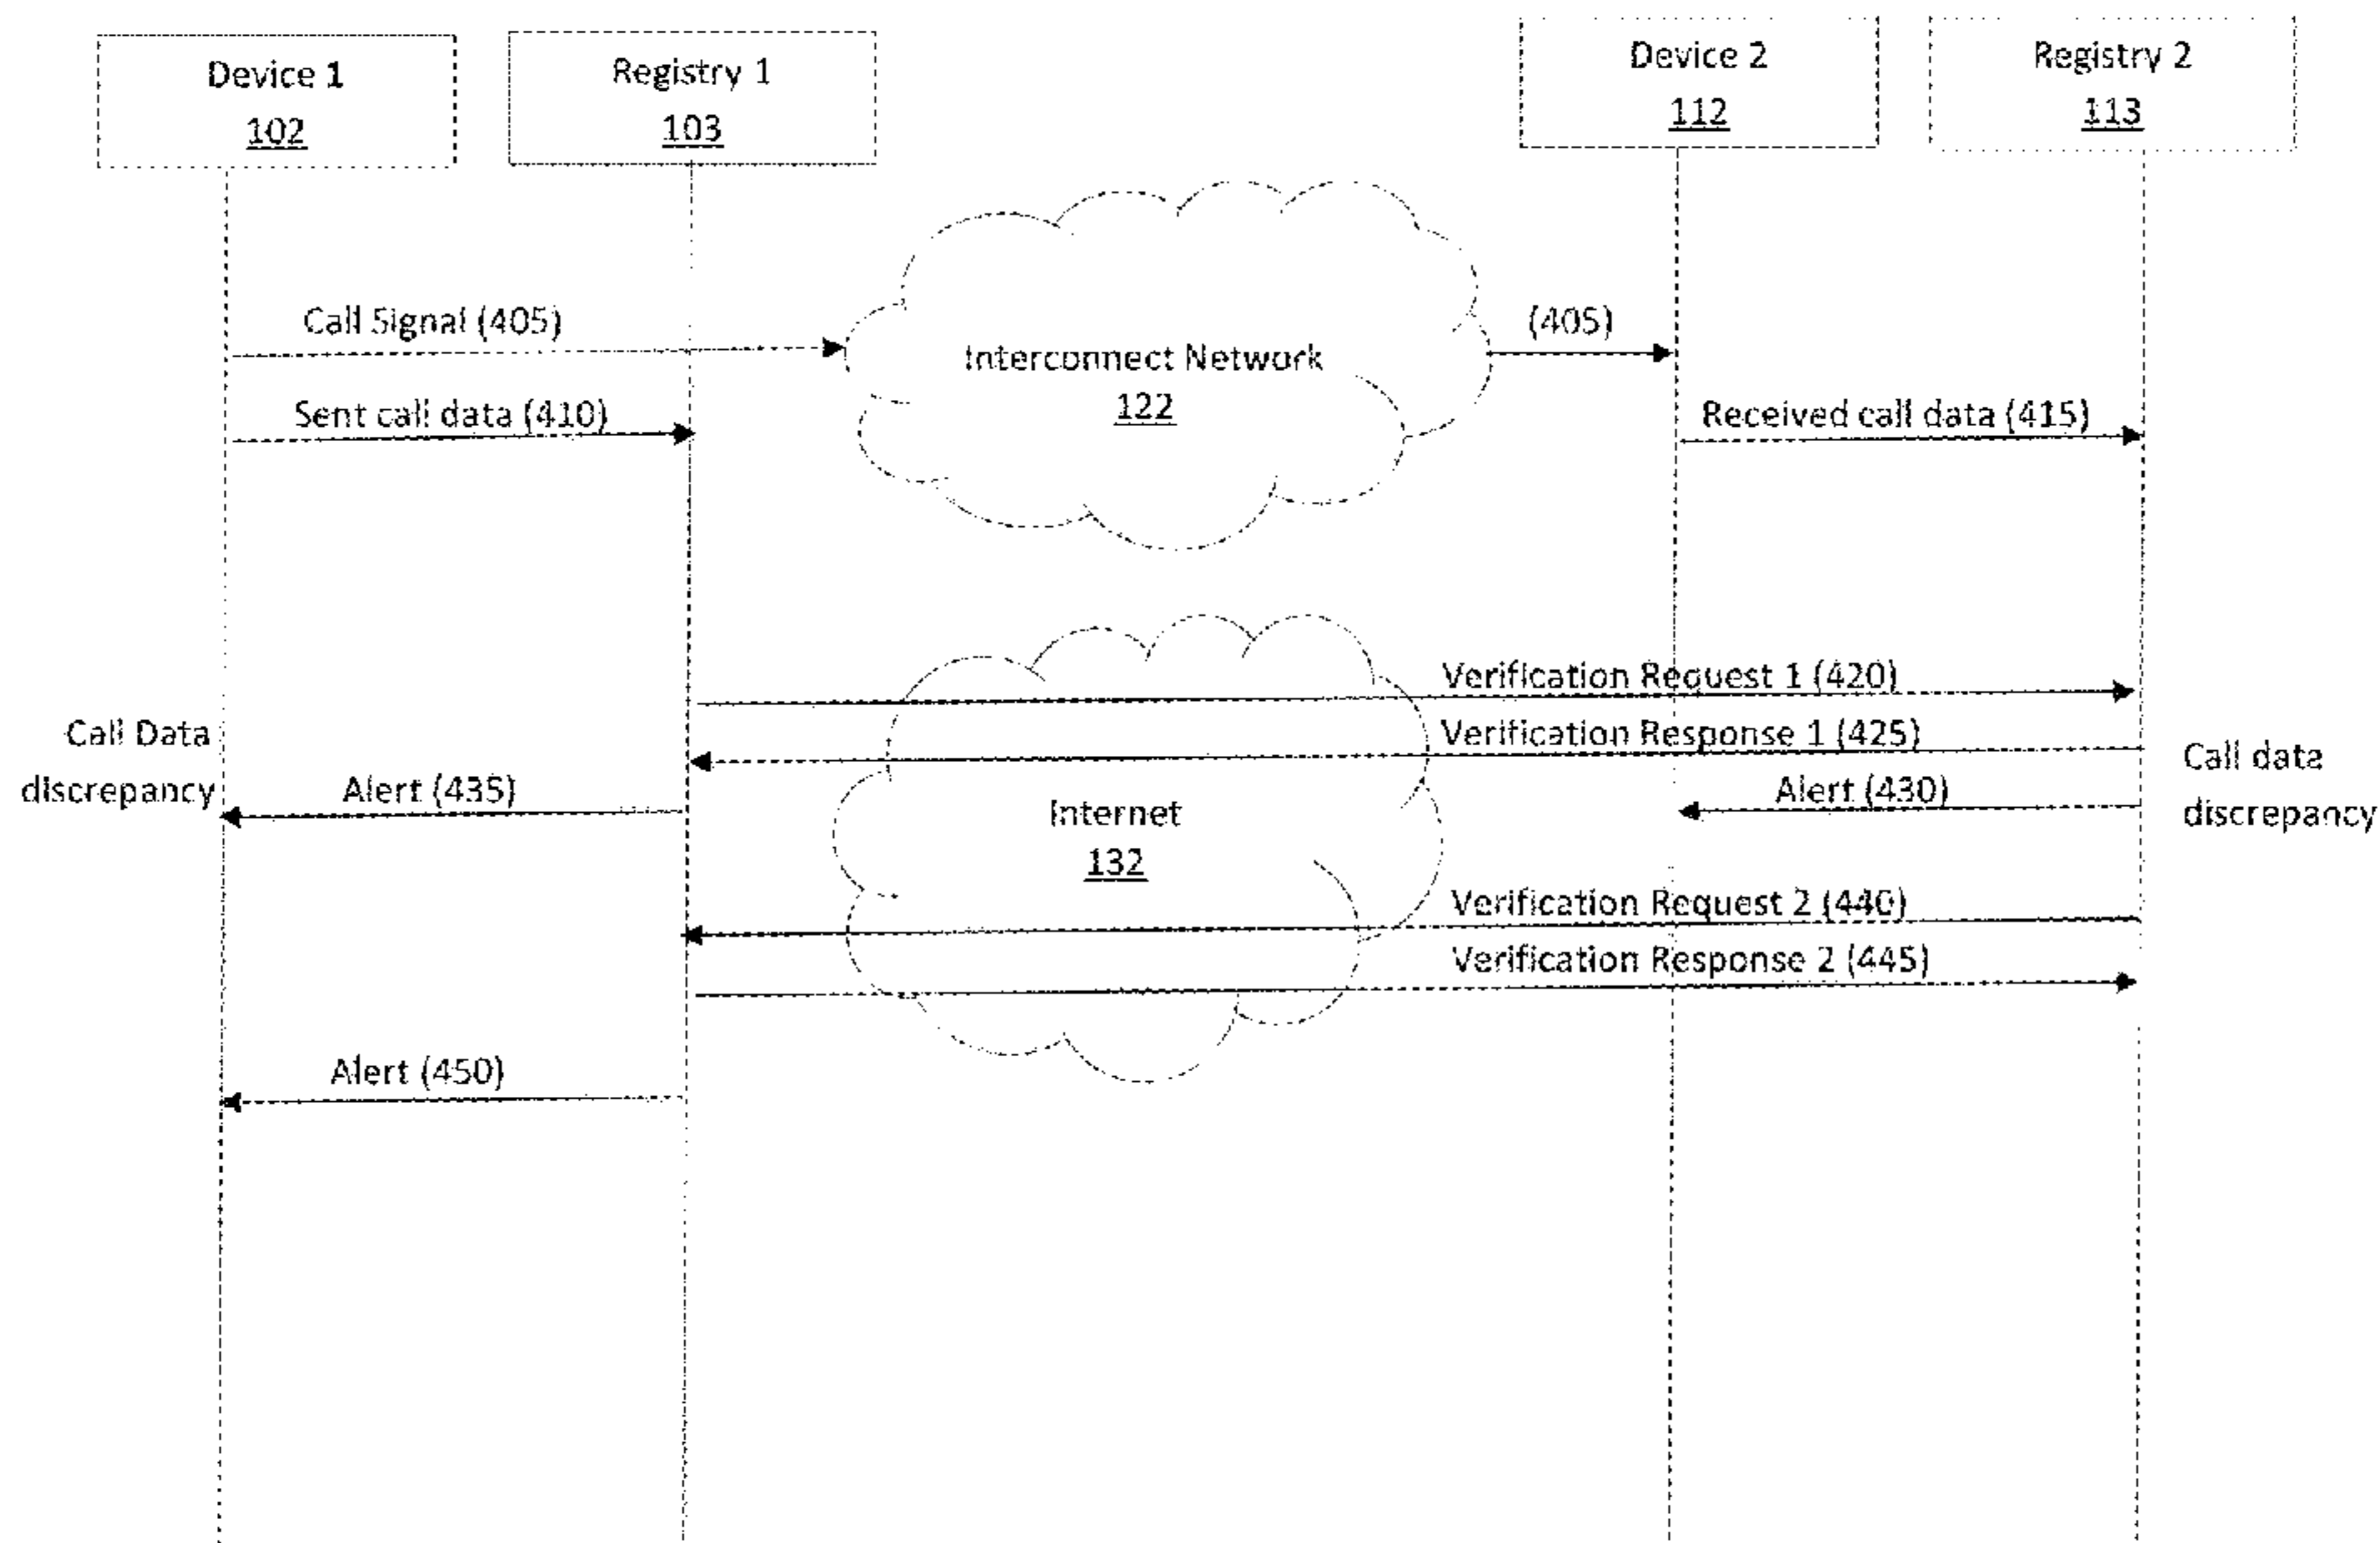 Device 1
102
Registry 1
103
Device 2
112
Registry 2
113
Call Signal (405)
(405)
Interconnect Network
122
Sent call data (410)
Received call data (415)
Verification Request 1 (420)
Verification Response 1 (425)
Call Data
discrepancy
Alert (435)
Alert (430)
Call data
discrepancy
Internet
132
Verification Request 2 (440)
Verification Response 2 (445)
Alert (450)